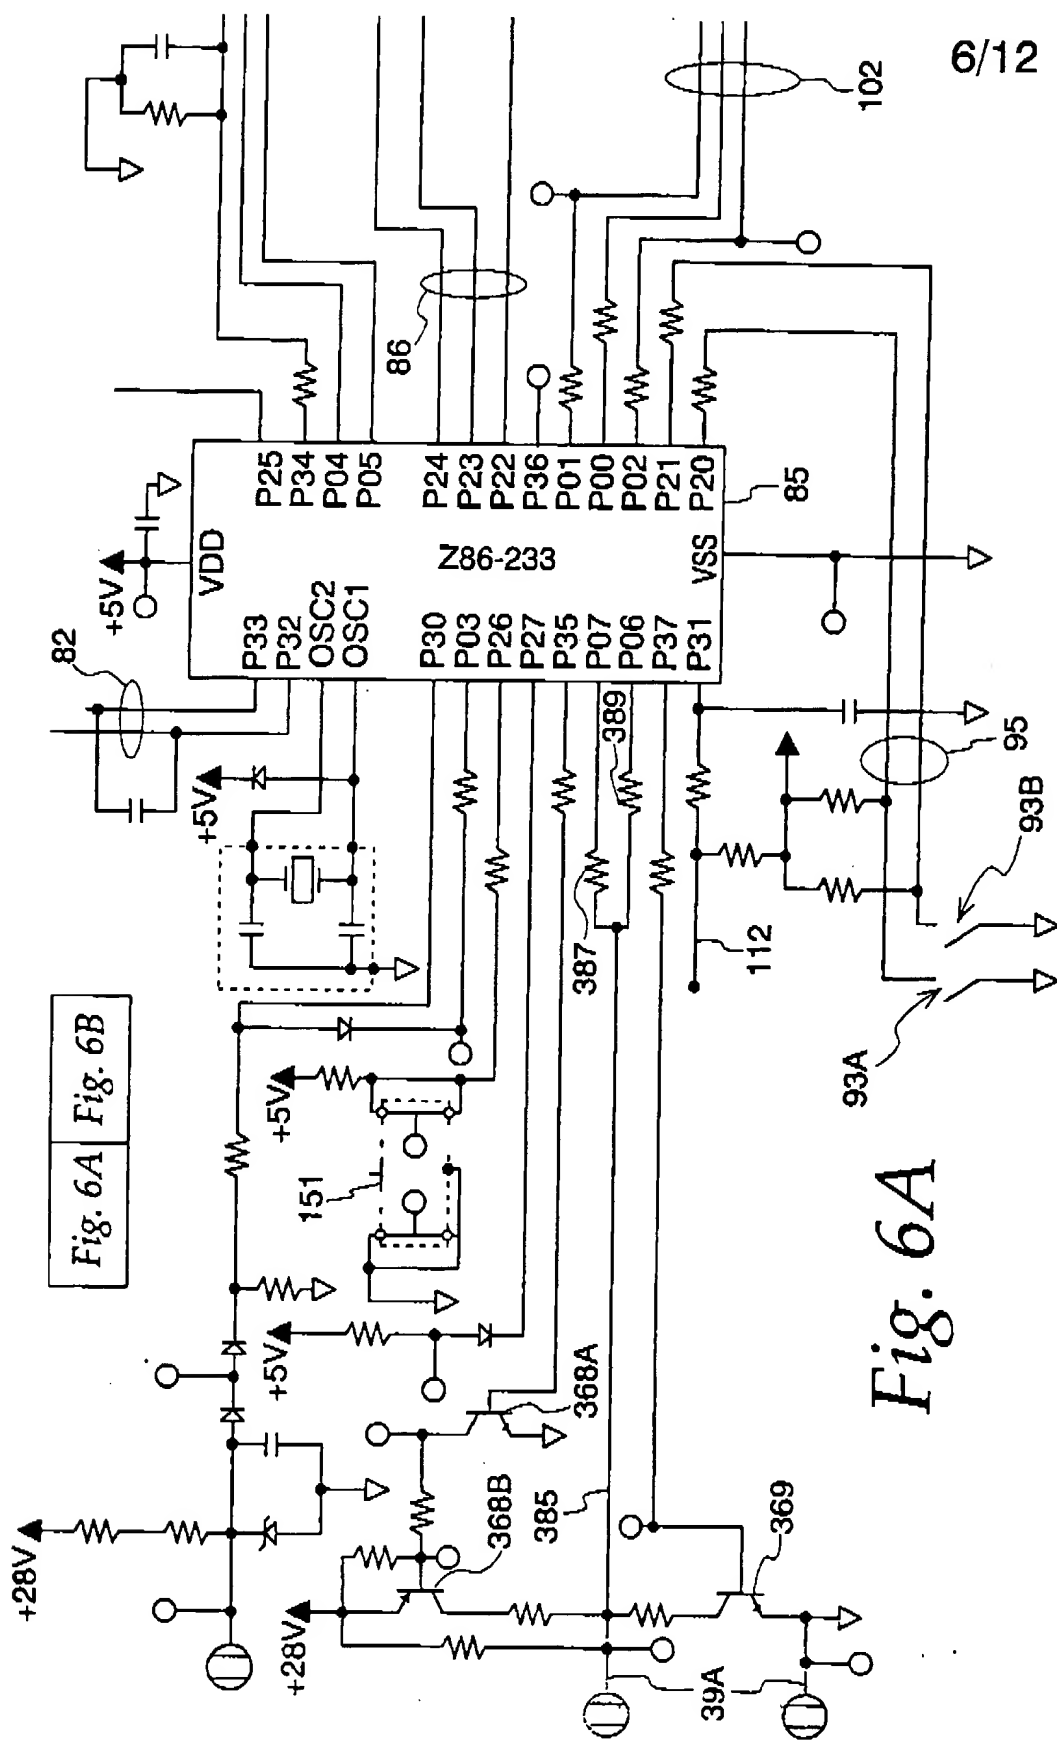 6/12
Fig. 6A
Fig. 6B
+28V
+5V
82
+5V
+5V
+5V
151
+28V
368B
368A
385
369
39A
387
389
112
93A
93B
95
102
86
85
VDD
P33
P32
OSC2
OSC1
P30
P03
P26
P27
P35
P07
P06
P37
P31
Z86-233
VSS
P25
P34
P04
P05
P24
P23
P22
P36
P01
P00
P02
P21
P20
Fig. 6A